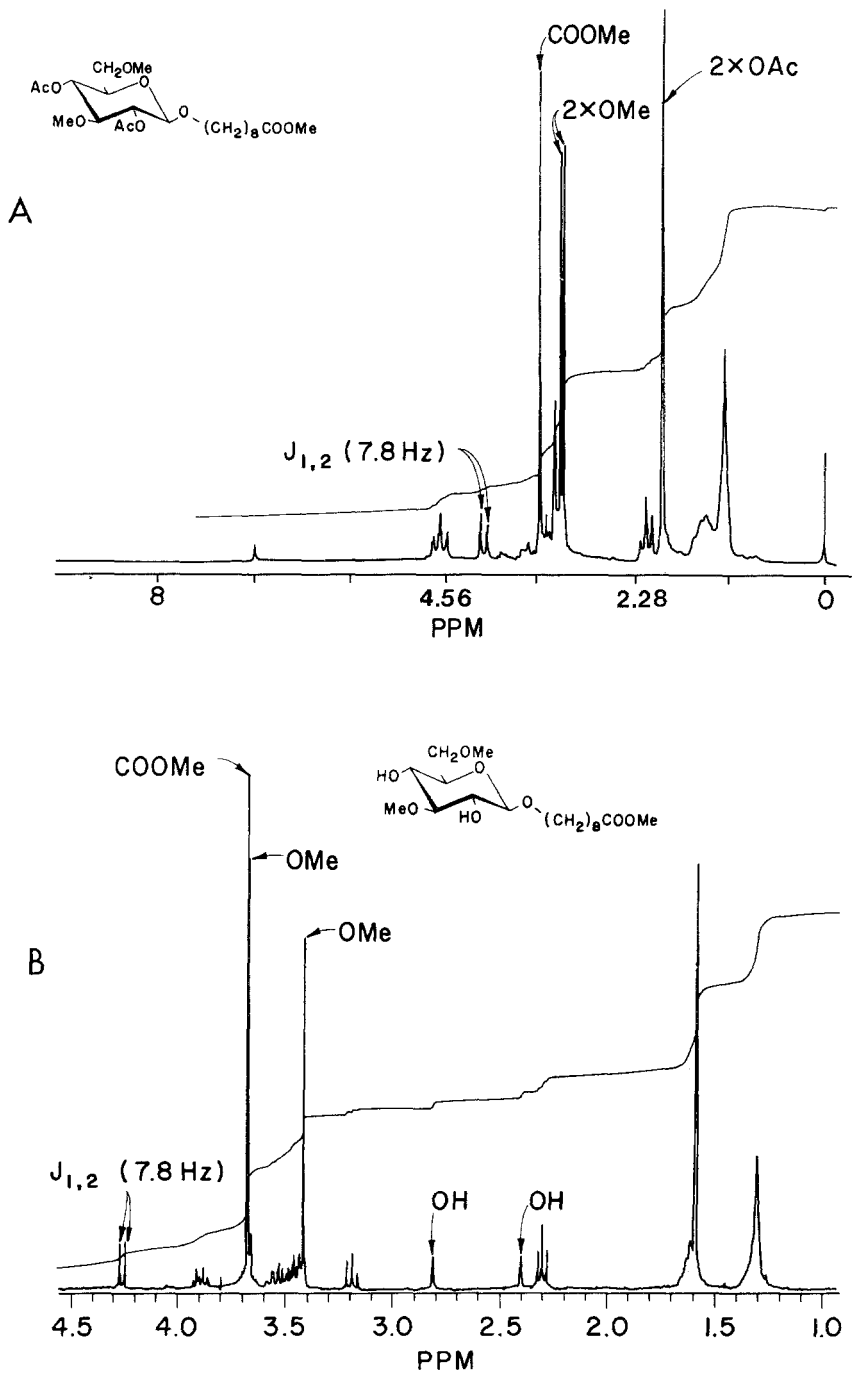 COOMe
CH₂OMe
O
AcO
2×OAc
O
MeO
AcO
(CH₂)₈COOMe
2×OMe
A
J₁,₂ (7.8 Hz)
8
4.56
2.28
0
PPM
COOMe
CH₂OMe
HO
O
O
MeO
HO
(CH₂)₈COOMe
OMe
OMe
B
J₁,₂ (7.8 Hz)
OH
OH
4.5 4.0 3.5 3.0 2.5 2.0 1.5 1.0
PPM